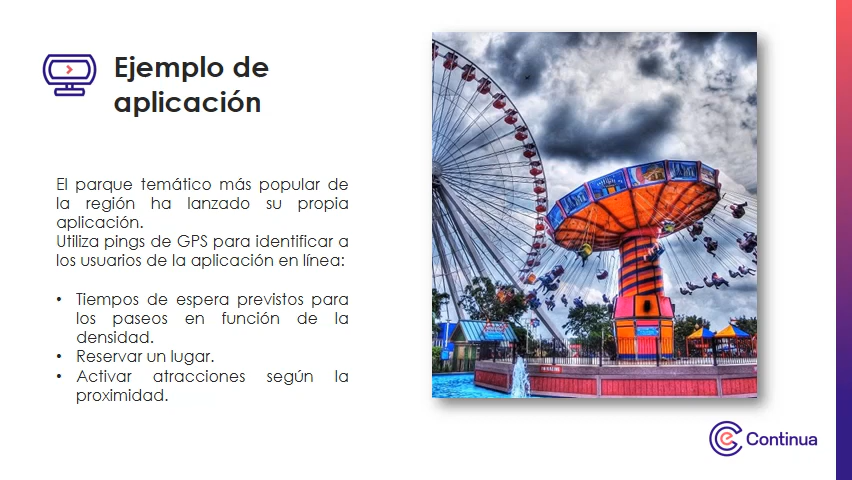 Ejemplo de
aplicación
El parque temático más popular de
la región ha lanzado su propia
aplicación.
Utiliza pings de GPS para identificar a
los usuarios de la aplicación en línea:
• Tiempos de espera previstos para
los paseos en función de la
densidad.
• Reservar un lugar.
• Activar atracciones según la
proximidad.
Continua